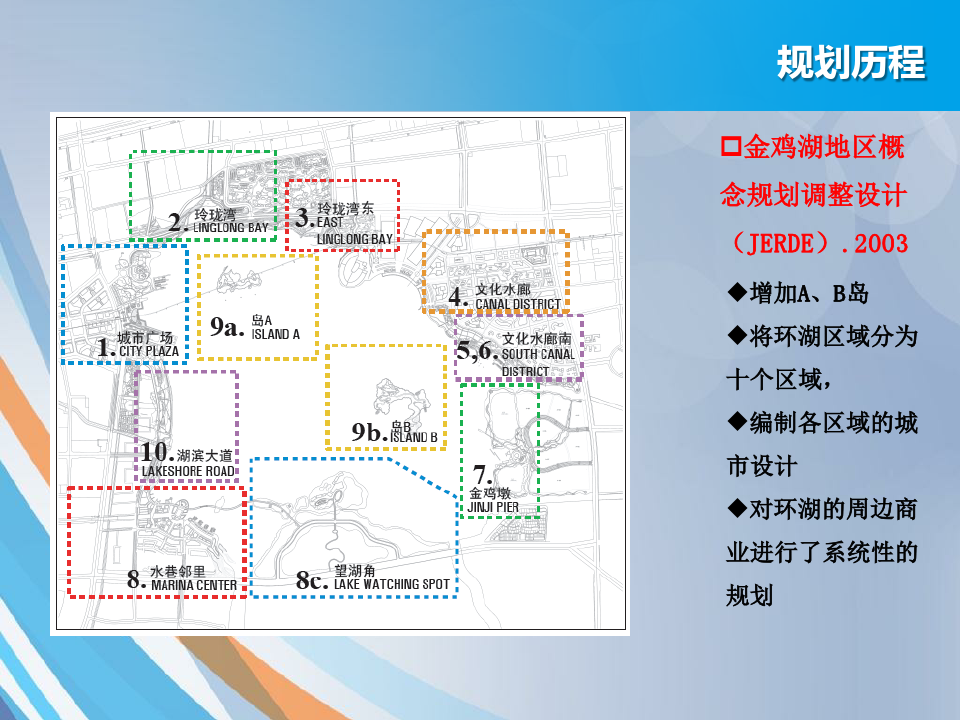 规划历程
金鸡湖地区概
念规划调整设计
（JERDE）.2003
◆增加A、B岛
◆将环湖区域分为
十个区域，
◆编制各区域的城
市设计
◆对环湖的周边商
业进行了系统性的
规划
2. 玲珑湾
LINGLONG BAY
3. 玲珑湾东
EAST
LINGLONG BAY
4. 文化水廊
CANAL DISTRICT
9a. 岛A
ISLAND A
1. 城市广场
CITY PLAZA
5,6. 文化水廊南
SOUTH CANAL
DISTRICT
9b. 岛B
ISLAND B
10. 湖滨大道
LAKESHORE ROAD
7.
金鸡墩
JINJI PIER
8. 水巷邻里
MARINA CENTER
8c. 望湖角
LAKE WATCHING SPOT